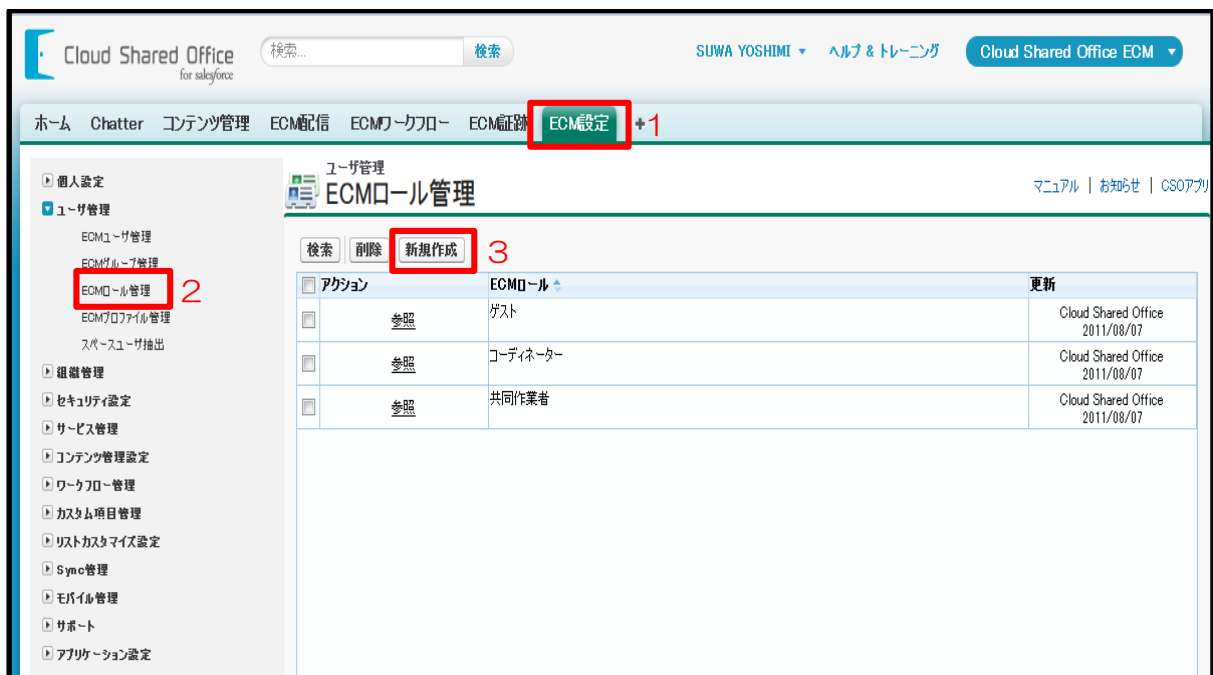 Cloud Shared Office
for salesforce
検索...
検索
SUWA YOSHIMI
ヘルプ & トレーニング
Cloud Shared Office ECM
ホーム Chatter コンテンツ管理 ECM配信 ECMワークフロー ECM証跡 ECM設定 + 1
個人設定
ユーザ管理
ECMユーザ管理
ECMグループ管理
ECMロール管理 2
ECMプロファイル管理
スペースユーザ抽出
組織管理
セキュリティ設定
サービス管理
コンテンツ管理設定
ワークフロー管理
カスタム項目管理
リストカスタマイズ設定
Sync管理
モバイル管理
サポート
アプリケーション設定
ユーザ管理
ECMロール管理
マニュアル | お知らせ | CSOアプリ
検索 削除 新規作成 3
アクション ECMロール 更新
参照 ゲスト Cloud Shared Office
2011/08/07
参照 コーディネーター Cloud Shared Office
2011/08/07
参照 共同作業者 Cloud Shared Office
2011/08/07